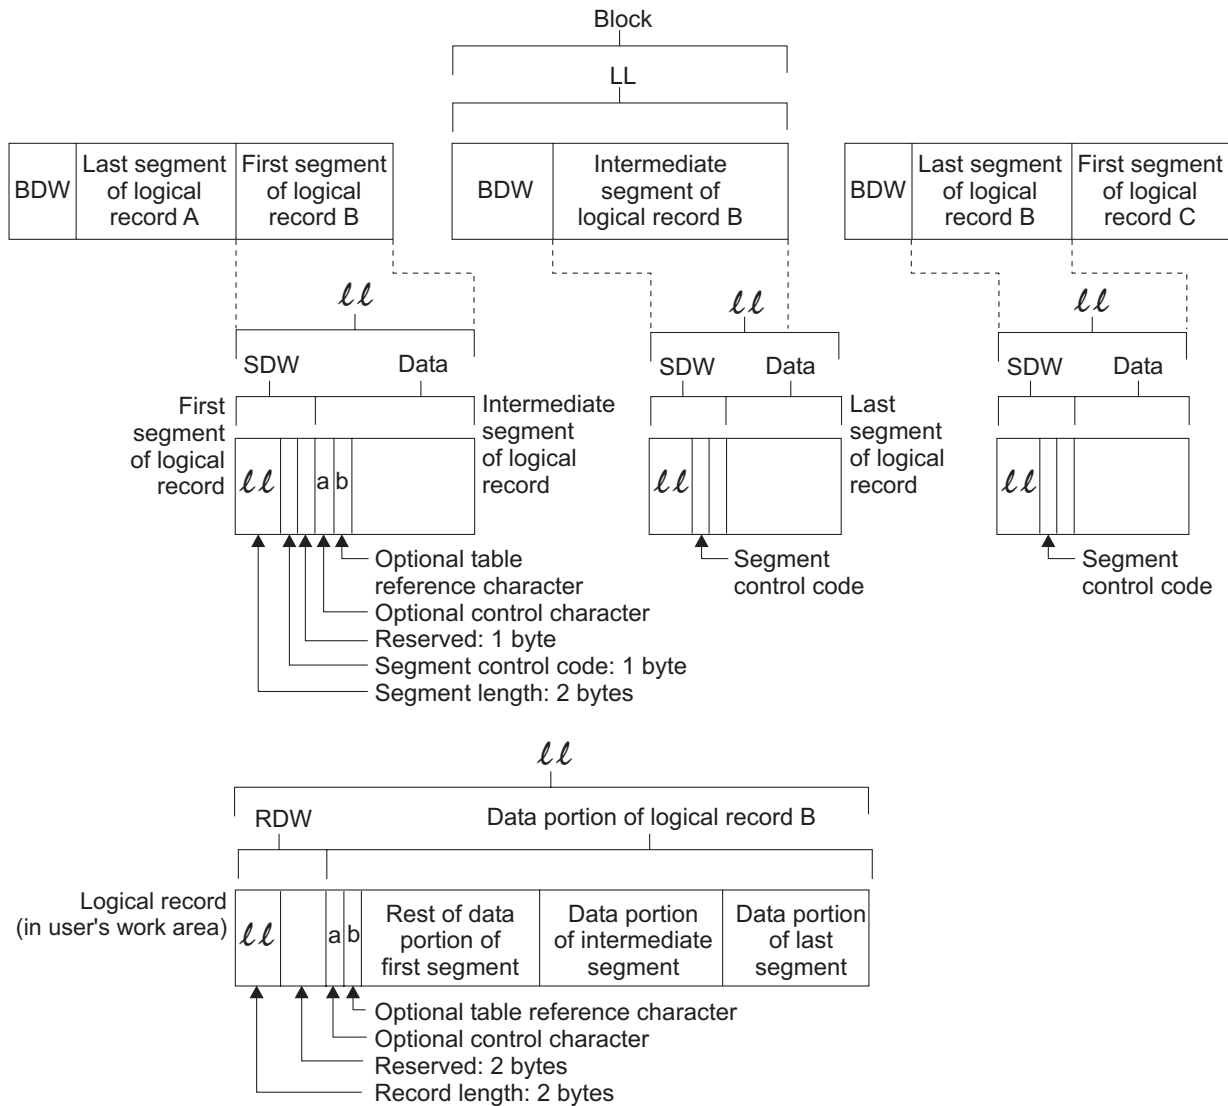 Block
LL
BDW
Last segment
of logical
record A
First segment
of logical
record B
BDW
Intermediate
segment of
logical record B
BDW
Last segment
of logical
record B
First segment
of logical
record C
ℓℓ
SDW
Data
First
segment
of logical
record
ℓℓ
a
b
Optional table
reference character
Optional control character
Reserved: 1 byte
Segment control code: 1 byte
Segment length: 2 bytes
ℓℓ
SDW
Data
Intermediate
segment
of logical
record
ℓℓ
Segment
control code
ℓℓ
SDW
Data
Last
segment
of logical
record
ℓℓ
Segment
control code
ℓℓ
RDW
Data portion of logical record B
Logical record
(in user's work area)
ℓℓ
a
b
Rest of data
portion of
first segment
Data portion
of intermediate
segment
Data portion
of last
segment
Optional table reference character
Optional control character
Reserved: 2 bytes
Record length: 2 bytes